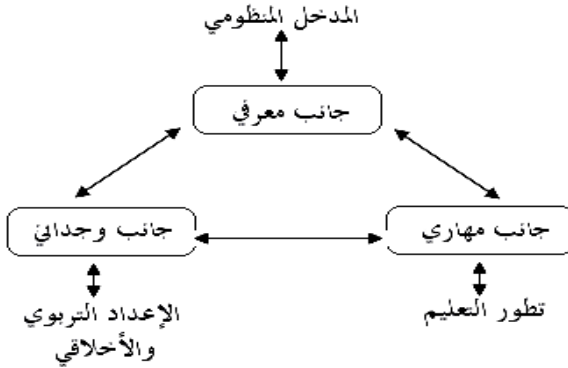 المدخل المنظومي
جانب معرفي
جانب مهاري
جانب وجداني
تطور التعليم
الإعداد التربوي
والأخلاقي